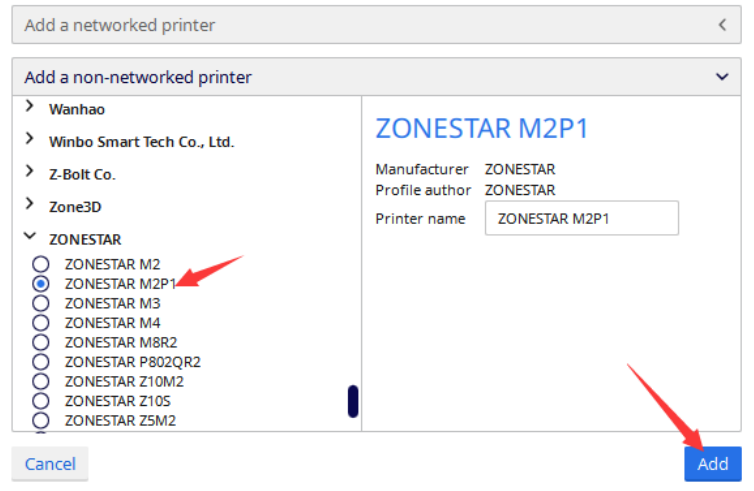 Add a networked printer
Add a non-networked printer
Wanhao
Winbo Smart Tech Co., Ltd.
Z-Bolt Co.
Zone3D
ZONESTAR
ZONESTAR M2
ZONESTAR M2P1
ZONESTAR M3
ZONESTAR M4
ZONESTAR M8R2
ZONESTAR P802QR2
ZONESTAR Z10M2
ZONESTAR Z10S
ZONESTAR Z5M2
ZONESTAR M2P1
Manufacturer ZONESTAR
Profile author ZONESTAR
Printer name ZONESTAR M2P1
Cancel
Add